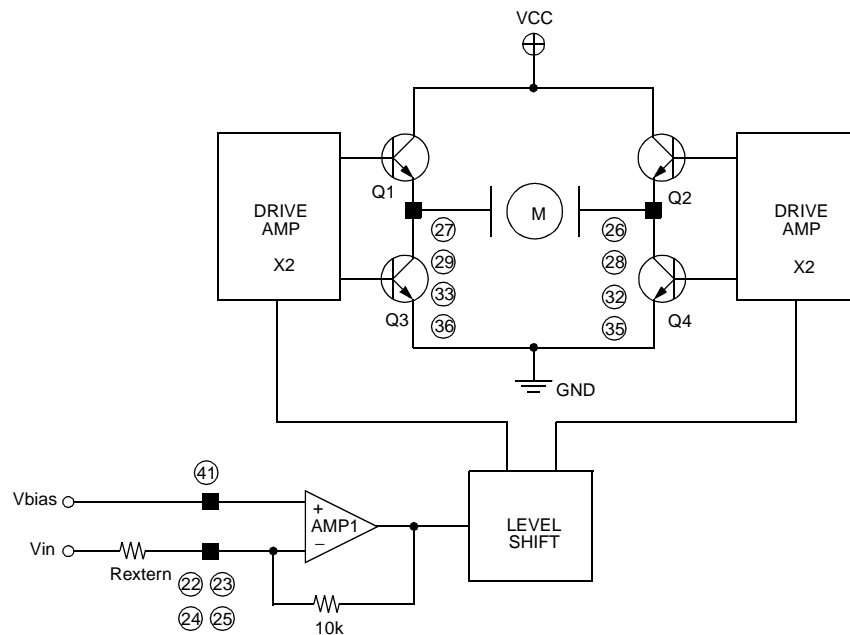 VCC
Q1
Q2
DRIVE
AMP
X2
M
DRIVE
AMP
X2
27
29
33
36
26
28
32
35
Q3
Q4
GND
41
Vbias
+
AMP1
−
LEVEL
SHIFT
Vin
Rextern
22 23
24 25
10k